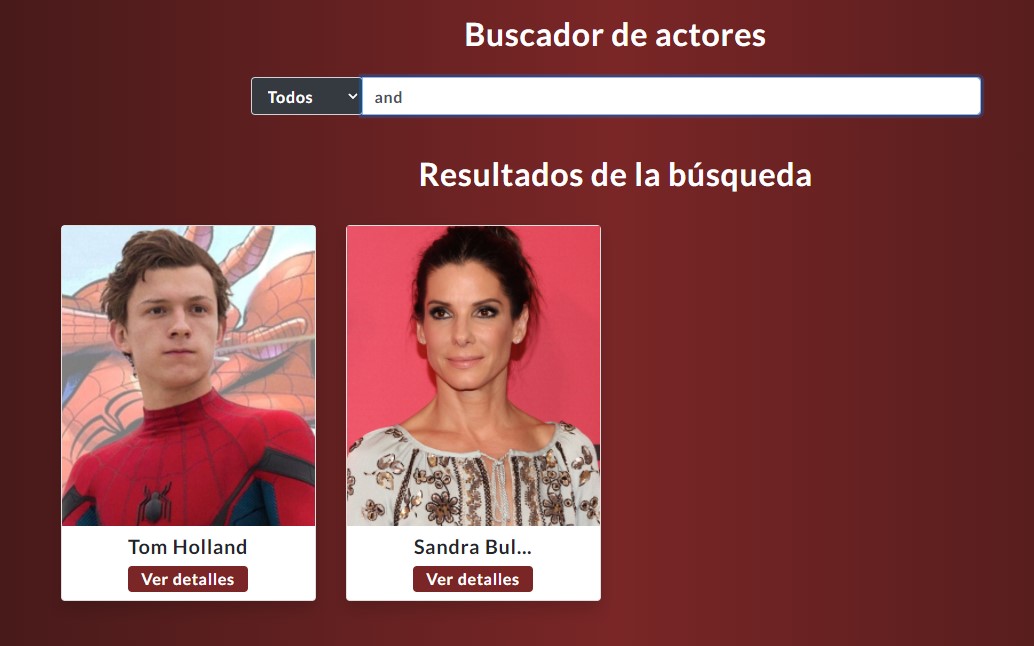 Buscador de actores
Todos and
Resultados de la búsqueda
Tom Holland Sandra Bul...
Ver detalles Ver detalles